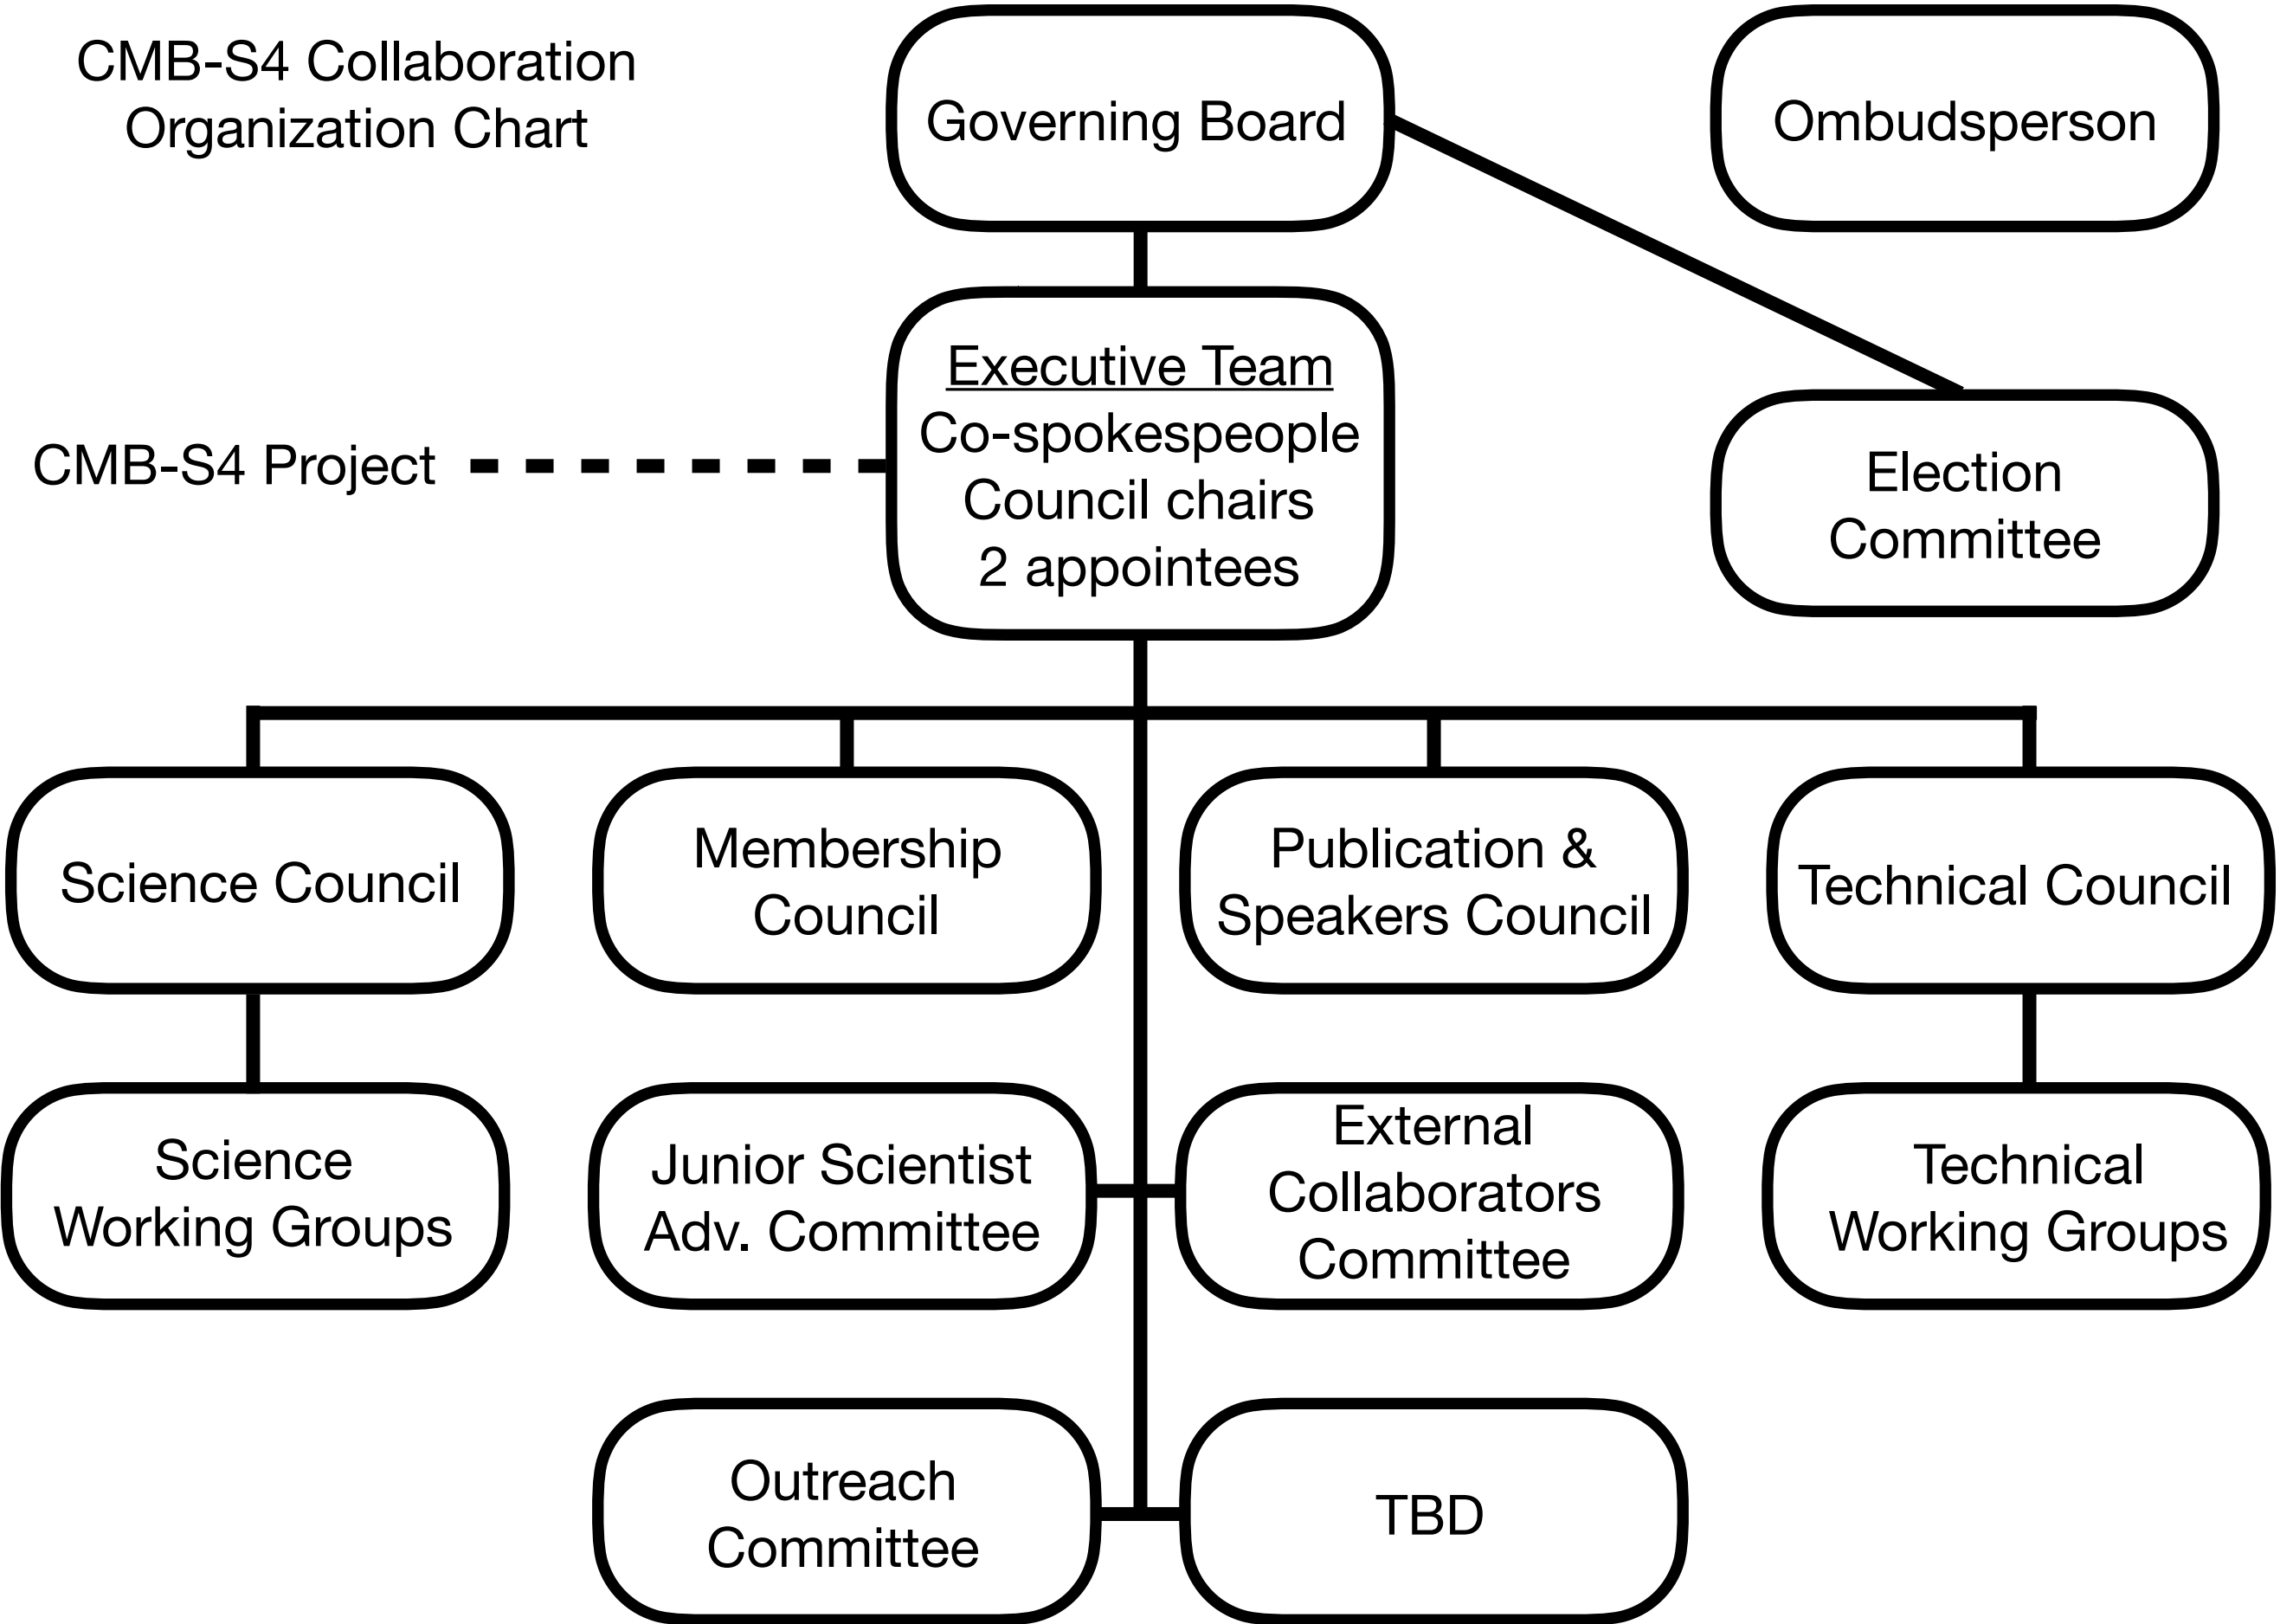 CMB-S4 Collaboration
Organization Chart
Governing Board
Ombudsperson
Executive Team
Co-spokespeople
Council chairs
2 appointees
CMB-S4 Project
Election
Committee
Science Council
Membership
Council
Publication &
Speakers Council
Technical Council
Science
Working Groups
Junior Scientist
Adv. Committee
External
Collaborators
Committee
Technical
Working Groups
Outreach
Committee
TBD